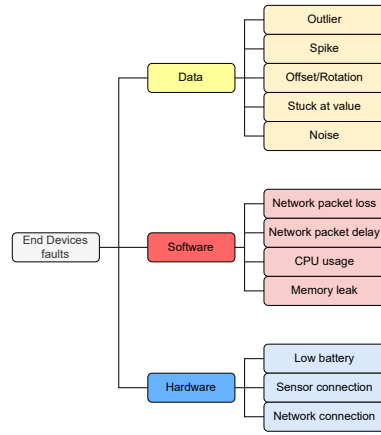 Outlier
Spike
Data
Offset/Rotation
Stuck at value
Noise
Network packet loss
Network packet delay
End Devices
faults
Software
CPU usage
Memory leak
Low battery
Hardware
Sensor connection
Network connection